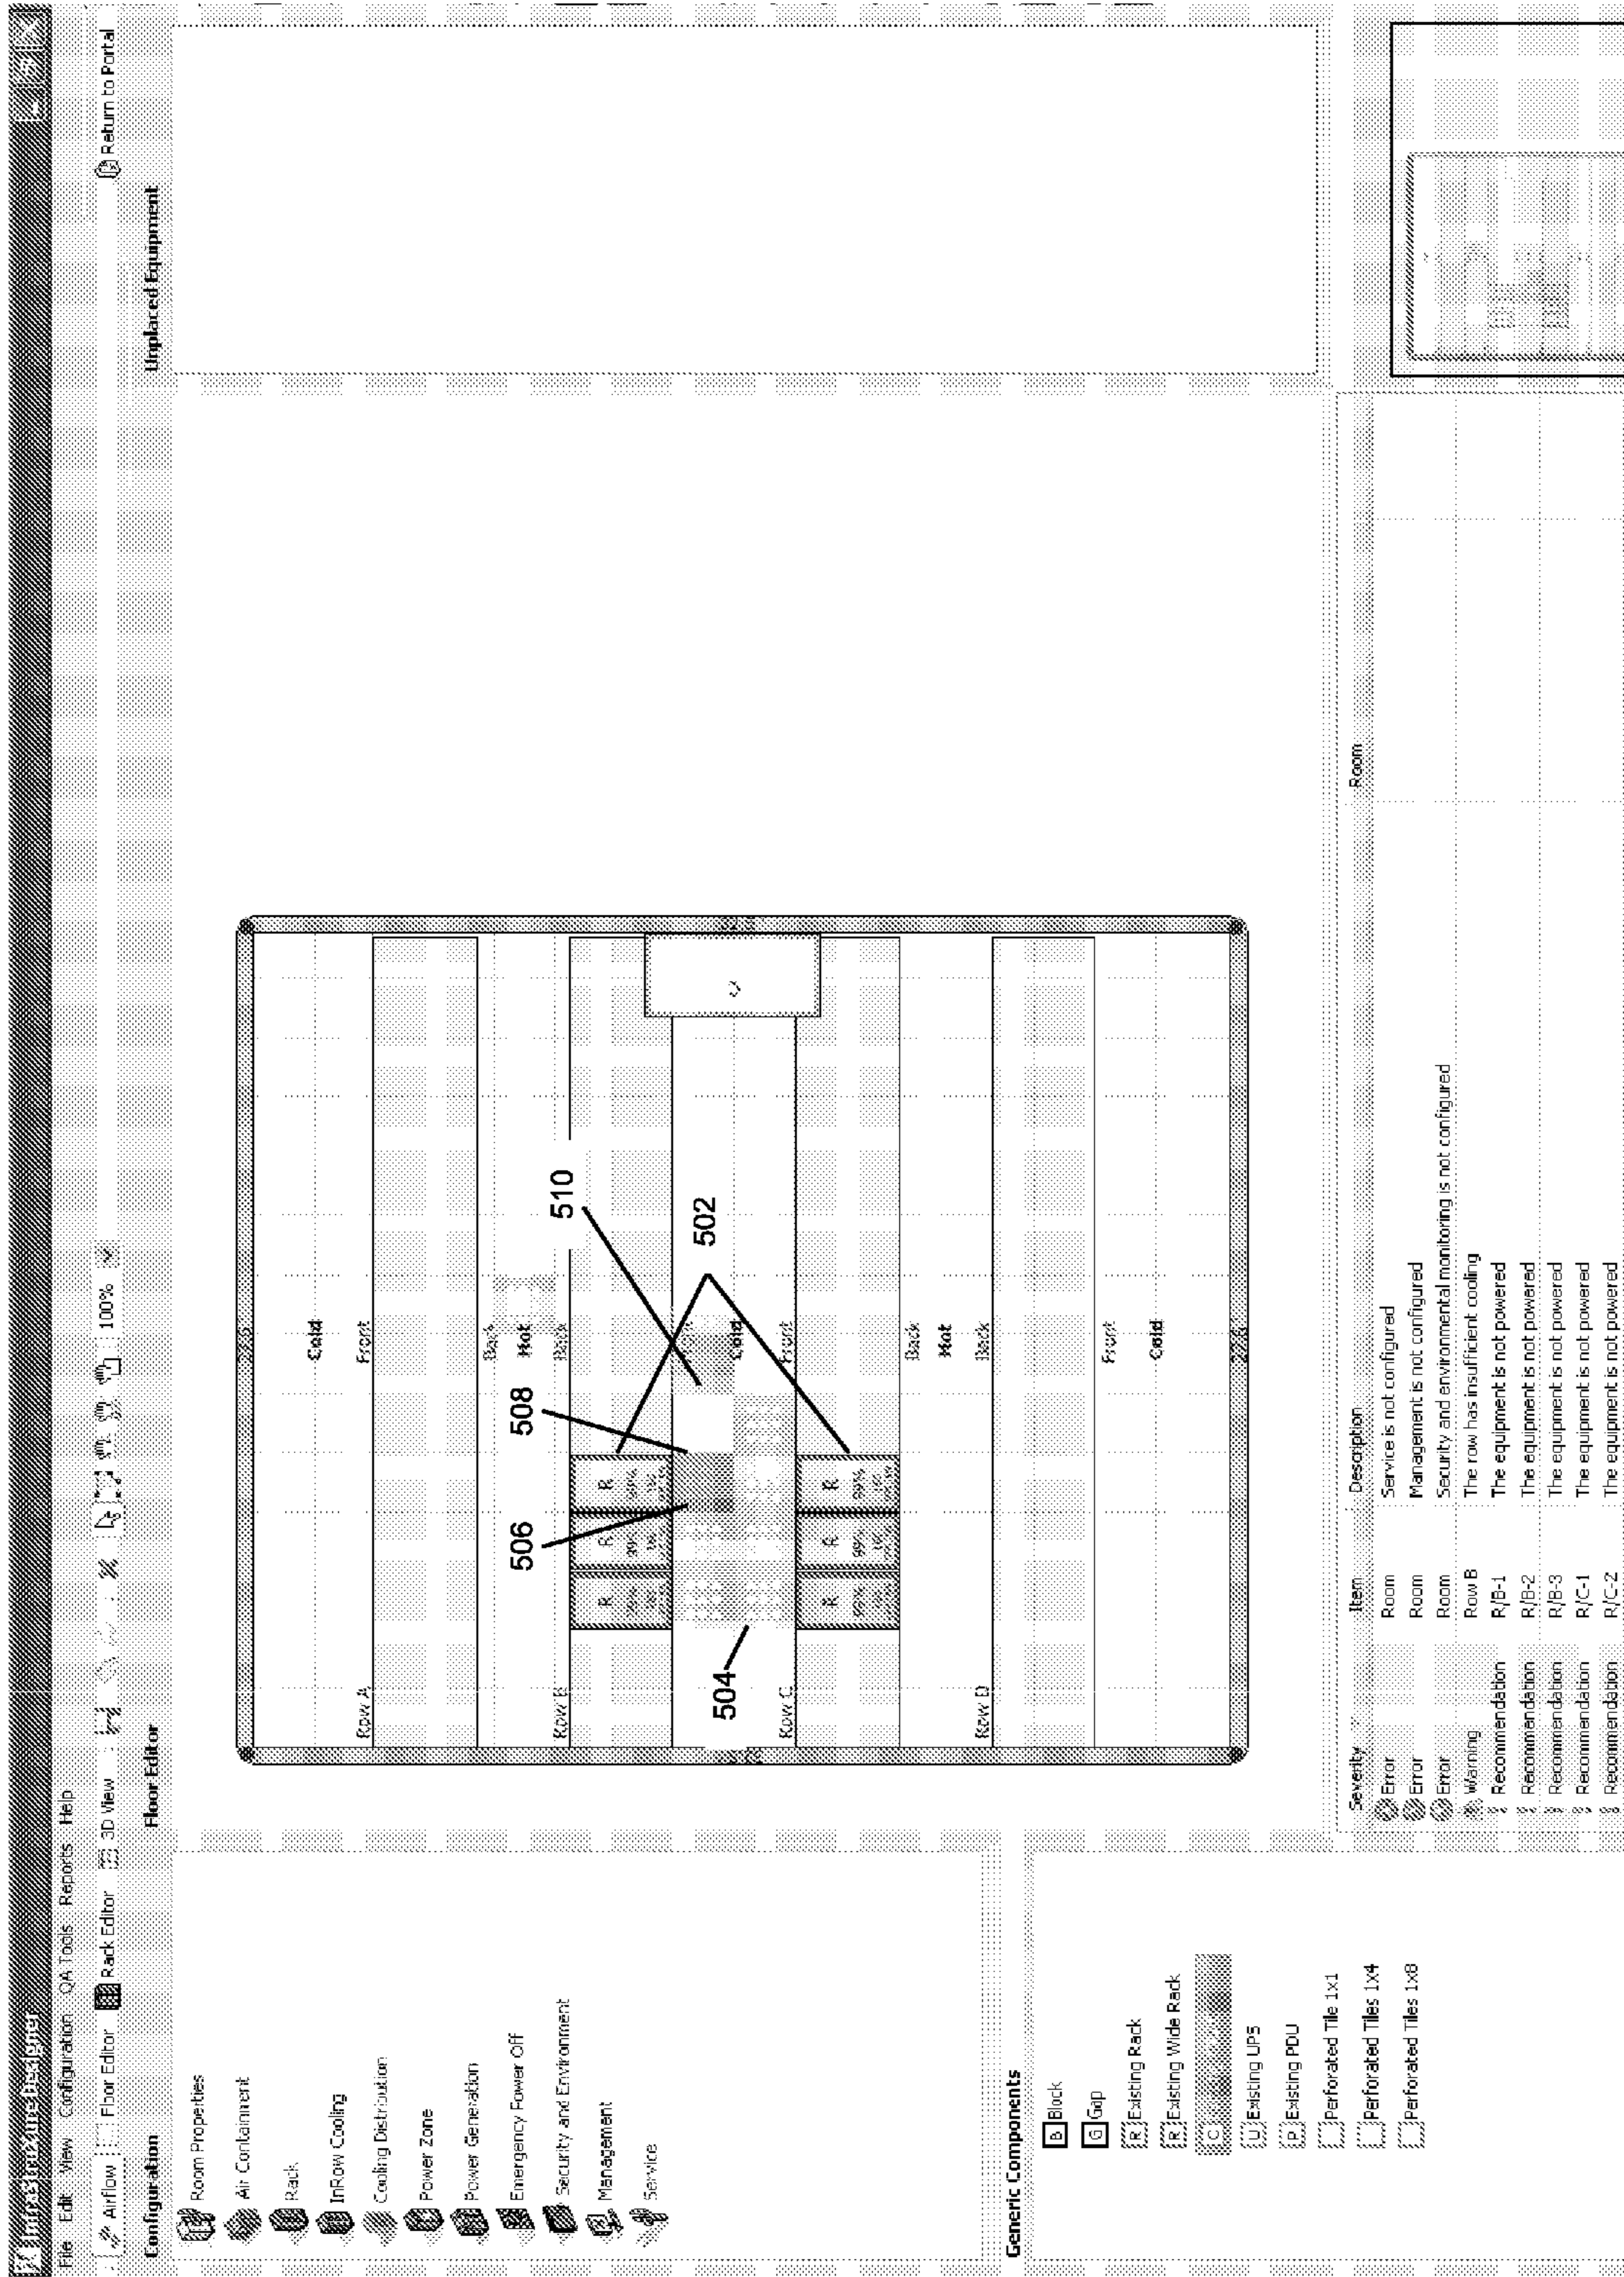 InfraStruxure Designer
File Edit View Configuration QA Tools Reports Help
Airflow Floor Editor Rack Editor 3D View 100% Return to Portal
Configuration
Room Properties
Air Containment
Rack
InRow Cooling
Cooling Distribution
Power Zone
Power Generation
Emergency Power Off
Security and Environment
Management
Service
Generic Components
B Block
G Gap
R Existing Rack
R Existing Wide Rack
C
U Existing UPS
P Existing PDU
Perforated Tile 1x1
Perforated Tiles 1x4
Perforated Tiles 1x8
Floor Editor
Cold
Row A Front
Back
Hot
Row B Back
510
508
506
502
R R R
99%
Cold
504
Row C Front
R R R
99% 99% 99%
Back
Hot
Row D Back
Front
Cold
Unplaced Equipment
Severity Item Description Room
Error Room Service is not configured
Error Room Management is not configured
Error Room Security and environmental monitoring is not configured
Warning Row B The row has insufficient cooling
Recommendation R/B-1 The equipment is not powered
Recommendation R/B-2 The equipment is not powered
Recommendation R/B-3 The equipment is not powered
Recommendation R/C-1 The equipment is not powered
Recommendation R/C-2 The equipment is not powered